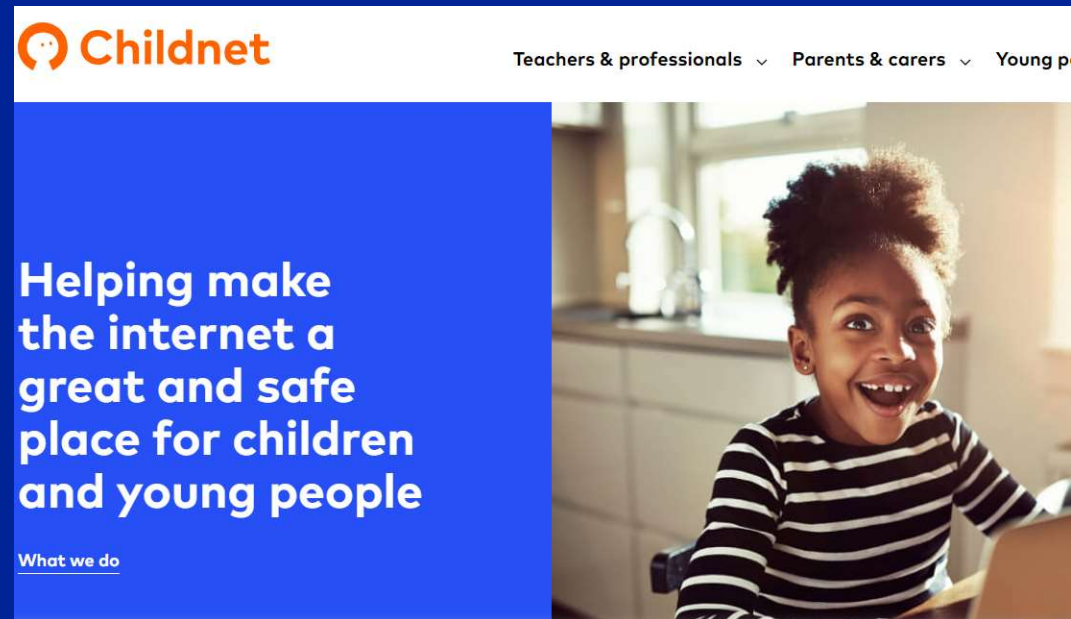 Childnet
Teachers & professionals Parents & carers Young
Helping make
the internet a
great and safe
place for children
and young people
What we do